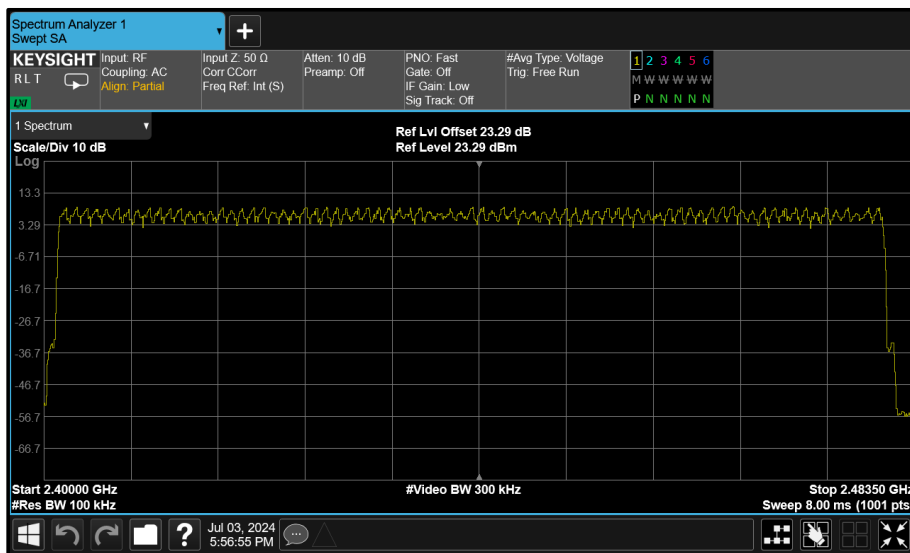 Spectrum Analyzer 1
Swept SA
KEYSIGHT
R L T
LXI
Input: RF
Coupling: AC
Align: Partial
Input Z: 50 Ω
Corr CCorr
Freq Ref: Int (S)
Atten: 10 dB
Preamp: Off
PNO: Fast
Gate: Off
IF Gain: Low
Sig Track: Off
#Avg Type: Voltage
Trig: Free Run
1 2 3 4 5 6
M W W W W W
P N N N N N
1 Spectrum
Scale/Div 10 dB
Ref Lvl Offset 23.29 dB
Ref Level 23.29 dBm
Log
13.3
3.29
-6.71
-16.7
-26.7
-36.7
-46.7
-56.7
-66.7
Start 2.40000 GHz
#Res BW 100 kHz
#Video BW 300 kHz
Stop 2.48350 GHz
Sweep 8.00 ms (1001 pts
?
Jul 03, 2024
5:56:55 PM